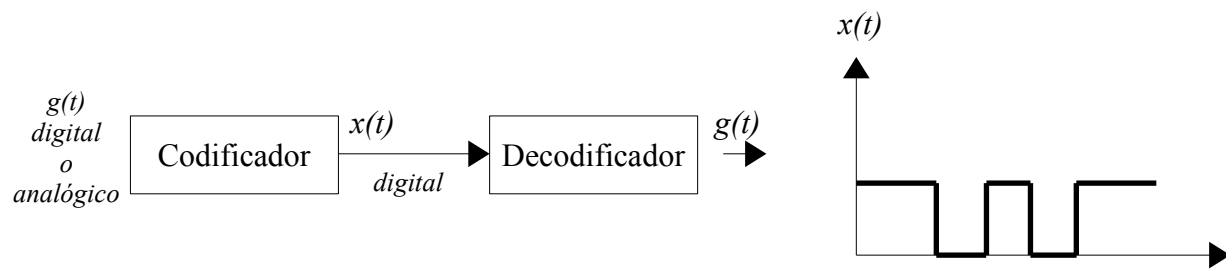 g(t)
digital
o
analógico
Codificador
x(t)
digital
Decodificador
g(t)
x(t)